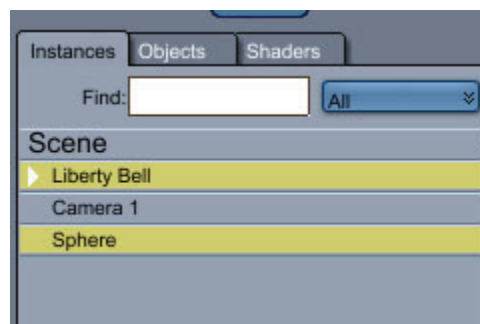 Instances Objects Shaders
Find: All
Scene
Liberty Bell
Camera 1
Sphere